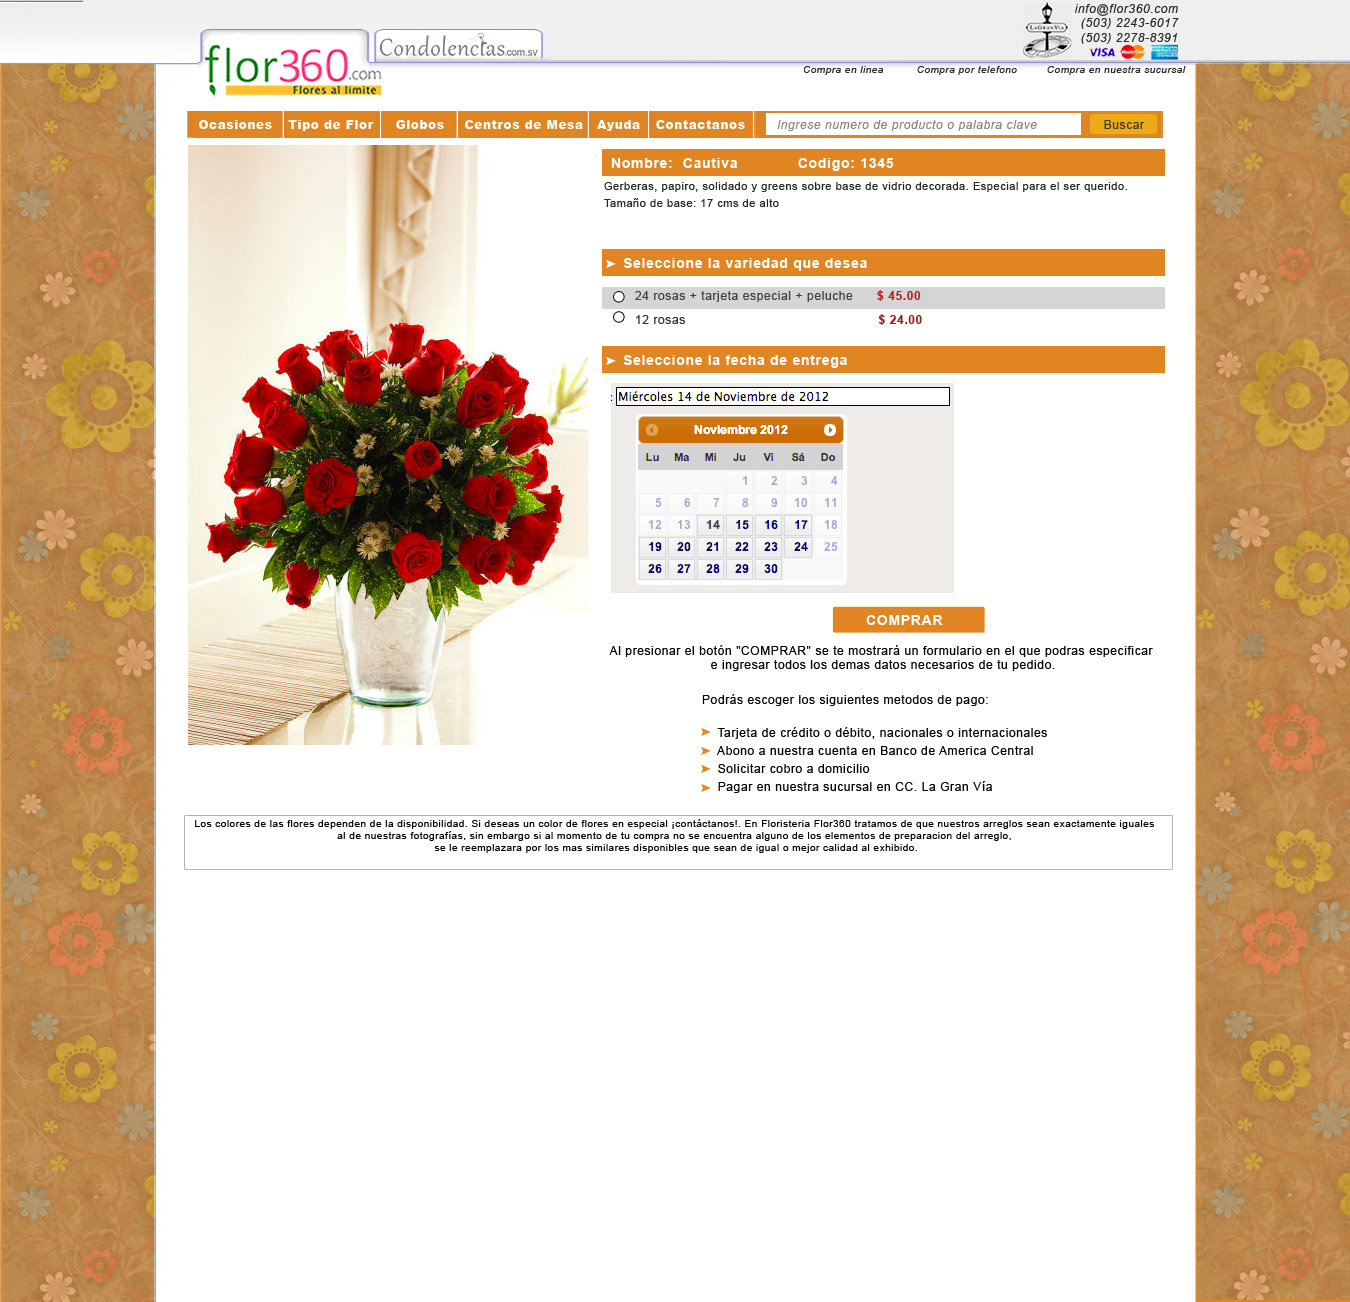 info@flor360.com
(503) 2243-6017
(503) 2278-8391
LA GRAN VIA
VISA MasterCard AMERICAN EXPRESS
flor360.com
Flores al limite
Condolencias.com.sv
Compra en linea Compra por telefono Compra en nuestra sucursal
Ocasiones Tipo de Flor Globos Centros de Mesa Ayuda Contactanos Ingrese numero de producto o palabra clave Buscar
Nombre: Cautiva Codigo: 1345
Gerberas, papiro, solidado y greens sobre base de vidrio decorada. Especial para el ser querido.
Tamaño de base: 17 cms de alto
Seleccione la variedad que desea
24 rosas + tarjeta especial + peluche $ 45.00
12 rosas $ 24.00
Seleccione la fecha de entrega
: Miércoles 14 de Noviembre de 2012
Noviembre 2012
Lu Ma Mi Ju Vi Sá Do
1 2 3 4
5 6 7 8 9 10 11
12 13 14 15 16 17 18
19 20 21 22 23 24 25
26 27 28 29 30
COMPRAR
Al presionar el botón "COMPRAR" se te mostrará un formulario en el que podras especificar
e ingresar todos los demas datos necesarios de tu pedido.
Podrás escoger los siguientes metodos de pago:
Tarjeta de crédito o débito, nacionales o internacionales
Abono a nuestra cuenta en Banco de America Central
Solicitar cobro a domicilio
Pagar en nuestra sucursal en CC. La Gran Vía
Los colores de las flores dependen de la disponibilidad. Si deseas un color de flores en especial ¡contáctanos!. En Floristeria Flor360 tratamos de que nuestros arreglos sean exactamente iguales
al de nuestras fotografías, sin embargo si al momento de tu compra no se encuentra alguno de los elementos de preparacion del arreglo,
se le reemplazara por los mas similares disponibles que sean de igual o mejor calidad al exhibido.